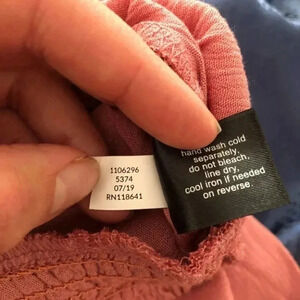 1106296
5374
07/19
RN118641
hand wash cold
separately.
do not bleach.
line dry.
cool iron if needed
on reverse.